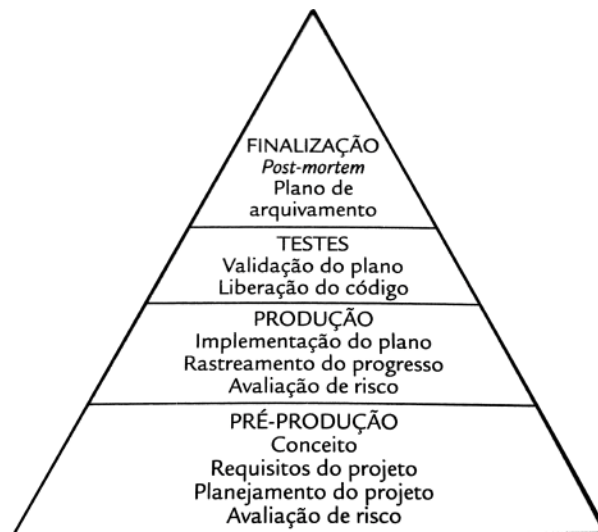 FINALIZAÇÃO
Post-mortem
Plano de
arquivamento
TESTES
Validação do plano
Liberação do código
PRODUÇÃO
Implementação do plano
Rastreamento do progresso
Avaliação de risco
PRÉ-PRODUÇÃO
Conceito
Requisitos do projeto
Planejamento do projeto
Avaliação de risco